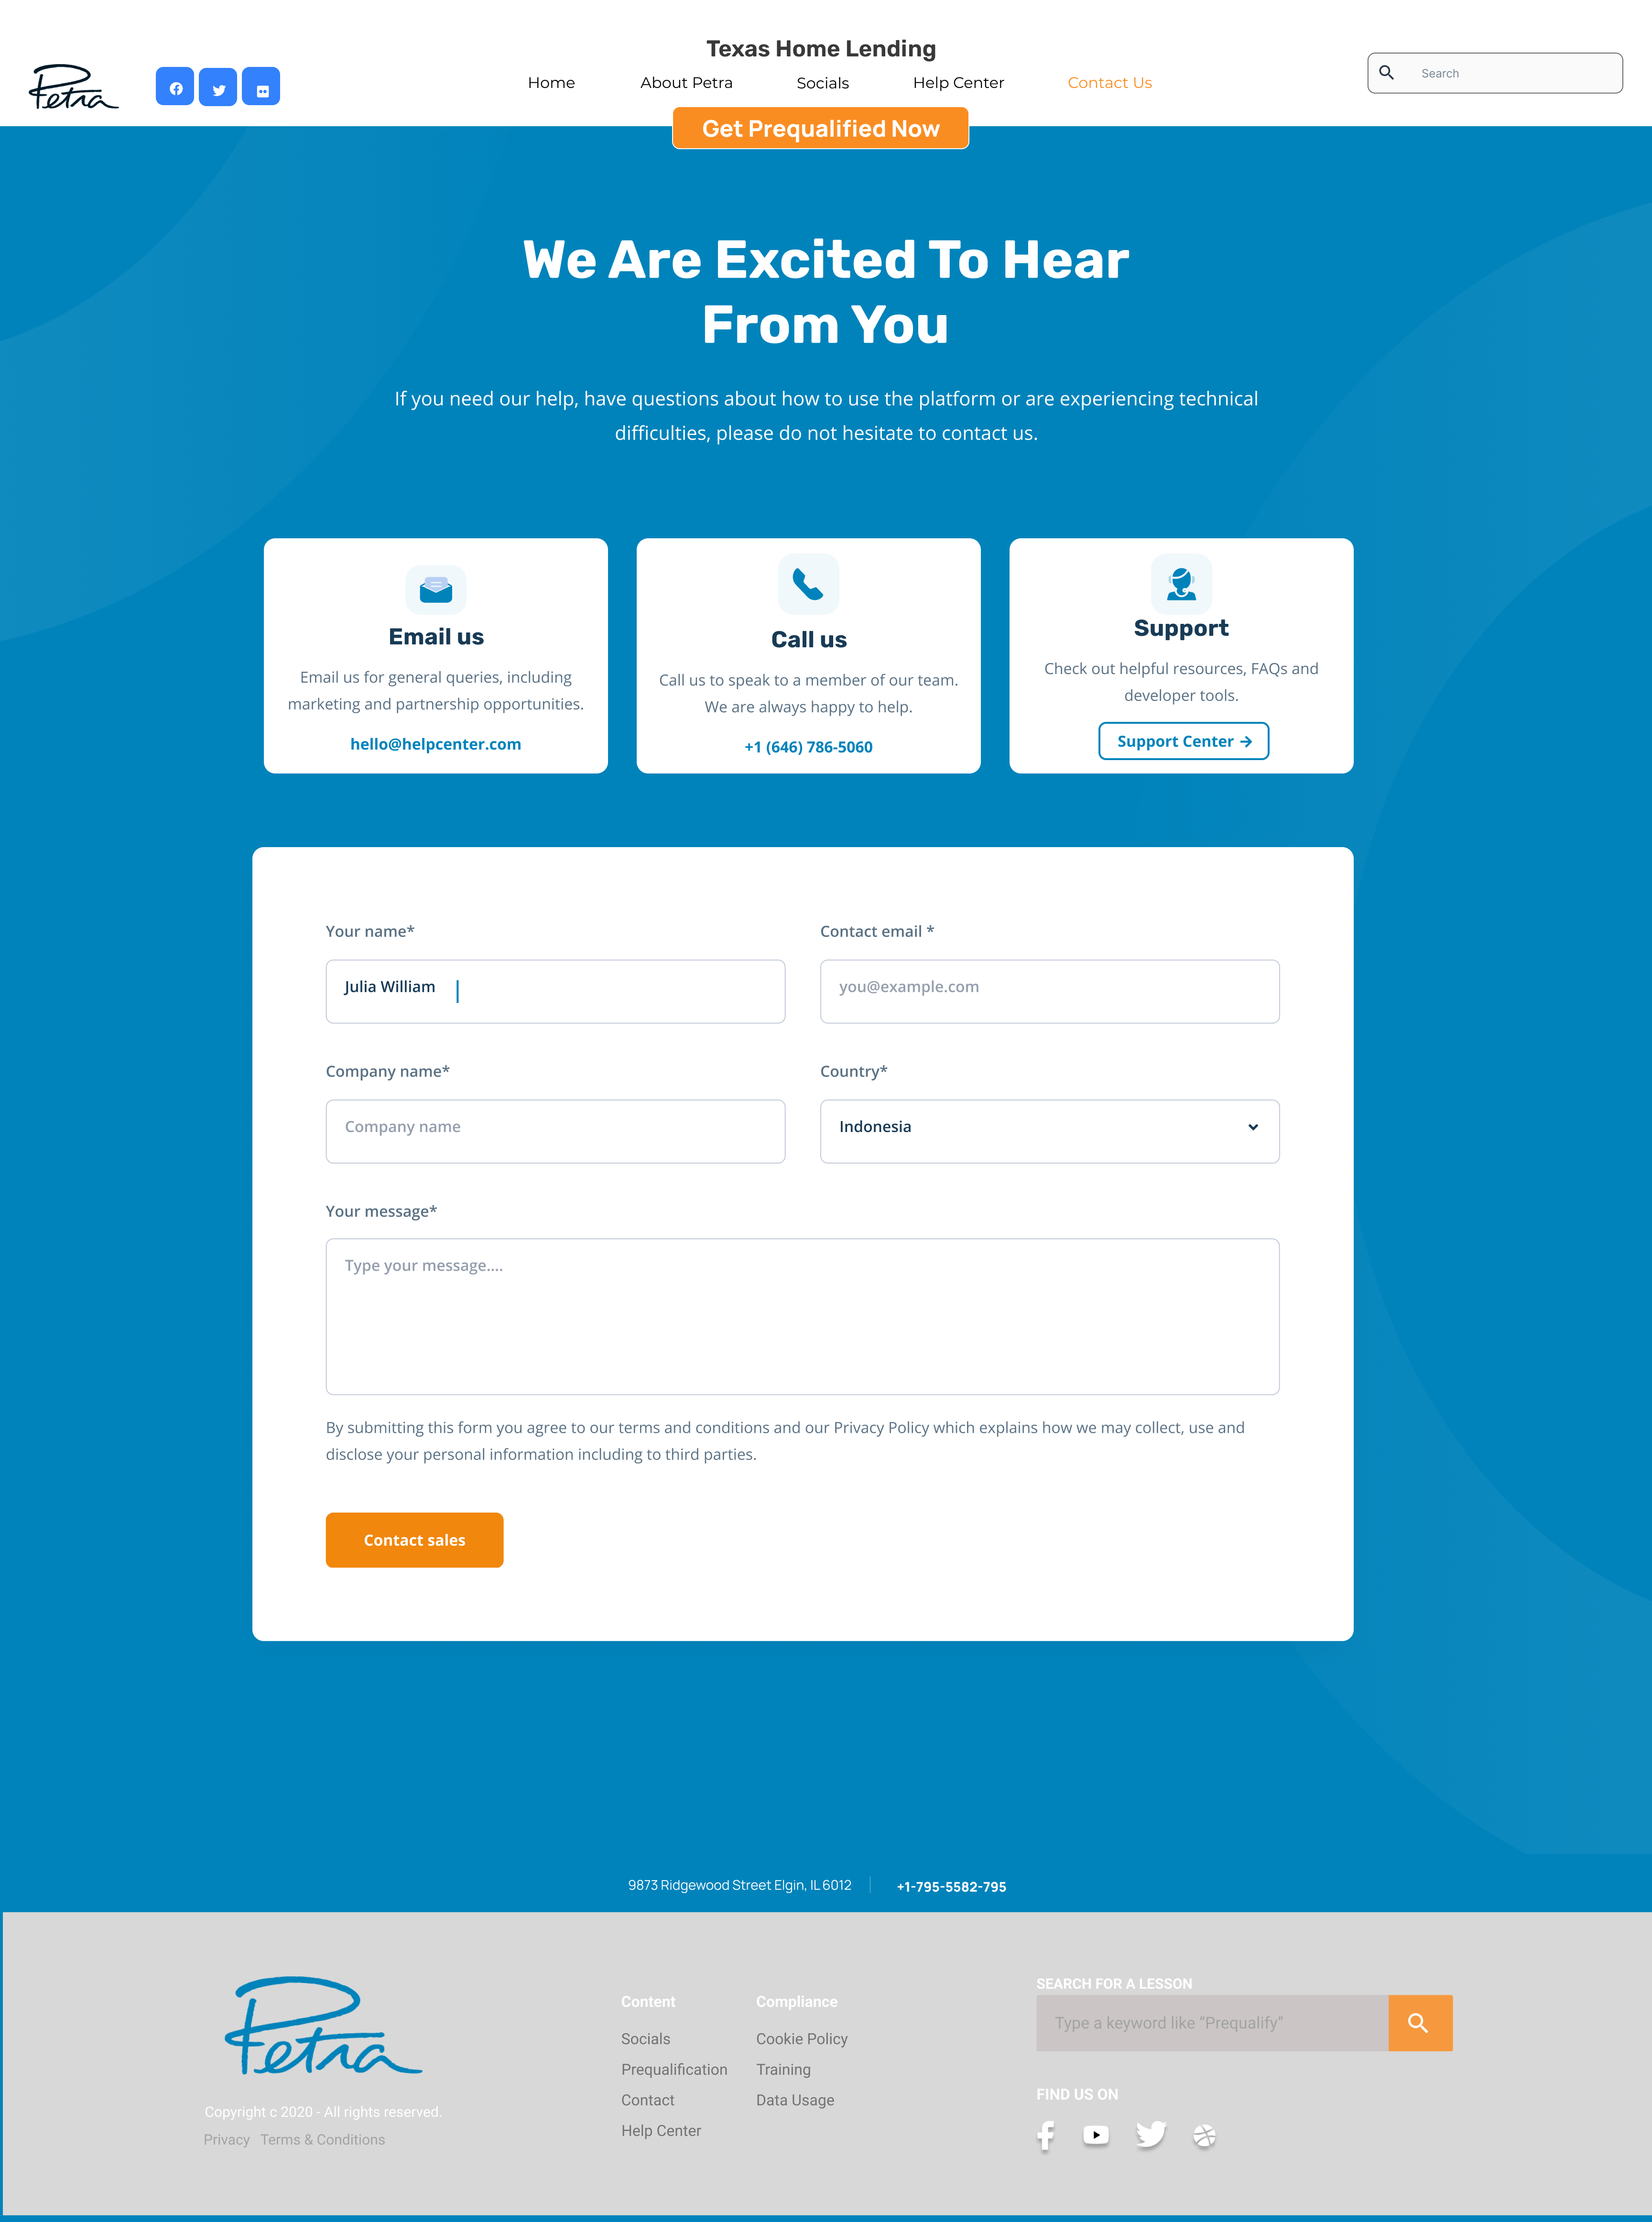 Texas Home Lending
Petra
Home
About Petra
Socials
Help Center
Contact Us
Search
Get Prequalified Now
We Are Excited To Hear
From You
If you need our help, have questions about how to use the platform or are experiencing technical
difficulties, please do not hesitate to contact us.
Email us
Email us for general queries, including
marketing and partnership opportunities.
hello@helpcenter.com
Call us
Call us to speak to a member of our team.
We are always happy to help.
+1 (646) 786-5060
Support
Check out helpful resources, FAQs and
developer tools.
Support Center →
Your name*
Julia William
Contact email *
you@example.com
Company name*
Company name
Country*
Indonesia
Your message*
Type your message....
By submitting this form you agree to our terms and conditions and our Privacy Policy which explains how we may collect, use and
disclose your personal information including to third parties.
Contact sales
9873 Ridgewood Street Elgin, IL 6012
+1-795-5582-795
Petra
Copyright c 2020 - All rights reserved.
Privacy Terms & Conditions
Content
Socials
Prequalification
Contact
Help Center
Compliance
Cookie Policy
Training
Data Usage
SEARCH FOR A LESSON
Type a keyword like “Prequalify”
FIND US ON